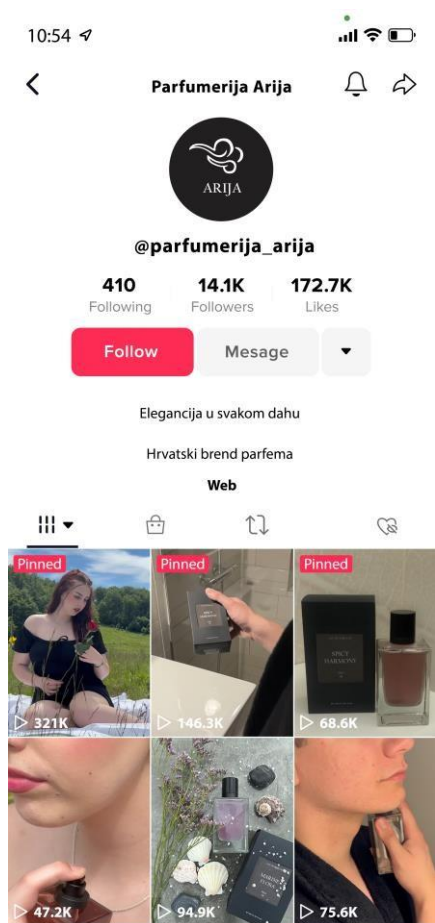 10:54
Parfumerija Arija
ARIJA
@parfumerija_arija
410 14.1K 172.7K
Following Followers Likes
Follow Mesage
Elegancija u svakom dahu
Hrvatski brend parfema
Web
Pinned Pinned Pinned
SPICY
HARMONY
321K 146.3K 68.6K
MARINE
47.2K 94.9K 75.6K